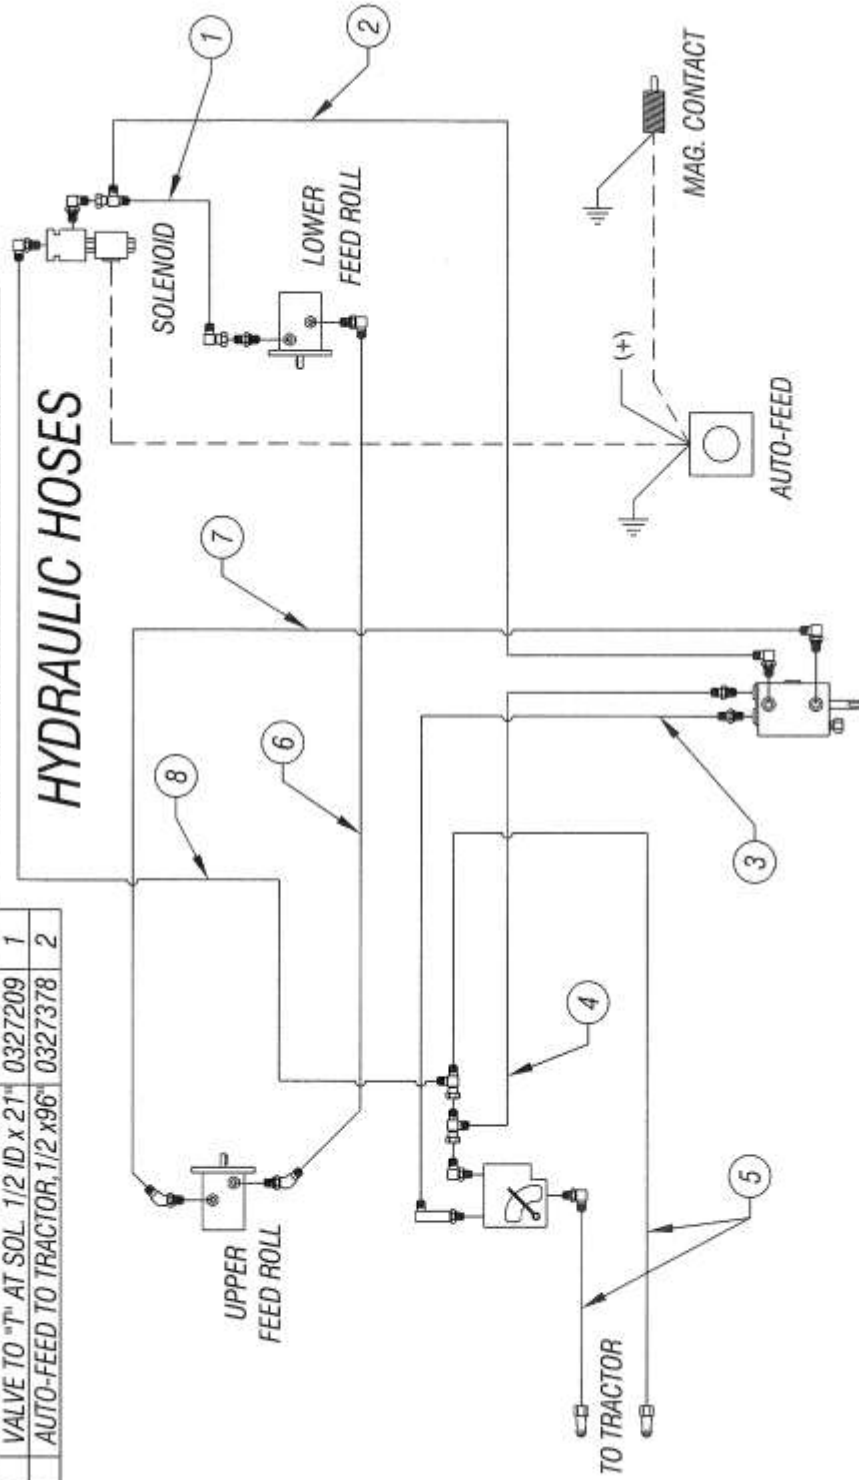 VALVE TO "T" AT SOL. 1/2 ID x 21" 0327209 1
AUTO-FEED TO TRACTOR, 1/2 x96" 0327378 2
HYDRAULIC HOSES
1
2
SOLENOID
LOWER
FEED ROLL
MAG. CONTACT
(+)
AUTO-FEED
7
8
6
3
4
5
UPPER
FEED ROLL
TO TRACTOR